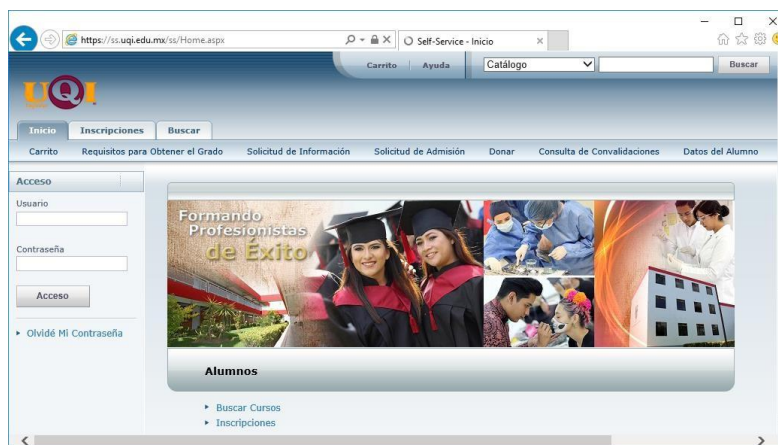 https://ss.uqi.edu.mx/ss/Home.aspx
Self-Service - Inicio
Carrito Ayuda Catálogo Buscar
UQI
Inicio Inscripciones Buscar
Carrito Requisitos para Obtener el Grado Solicitud de Información Solicitud de Admisión Donar Consulta de Convalidaciones Datos del Alumno
Acceso
Usuario
Contraseña
Acceso
Olvidé Mi Contraseña
Formando
Profesionistas
de Éxito
Alumnos
Buscar Cursos
Inscripciones